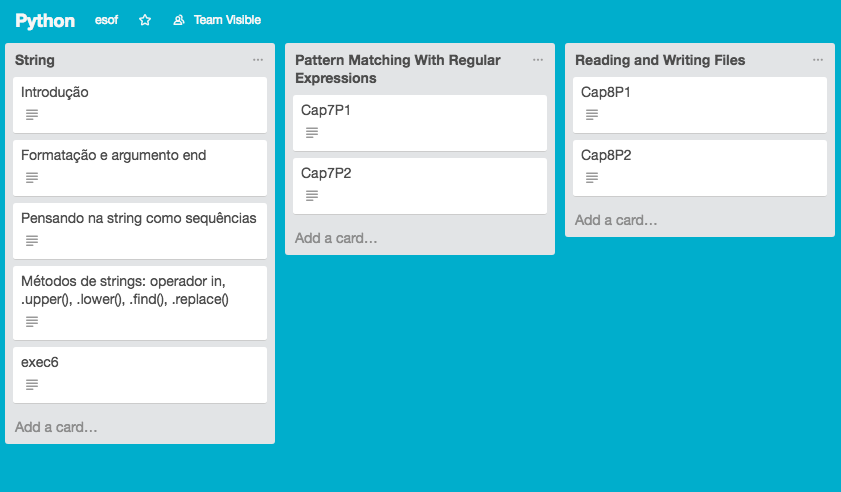 Python esof Team Visible
String
Introdução
Formatação e argumento end
Pensando na string como sequências
Métodos de strings: operador in,
.upper(), .lower(), .find(), .replace()
exec6
Add a card…
Pattern Matching With Regular
Expressions
Cap7P1
Cap7P2
Add a card…
Reading and Writing Files
Cap8P1
Cap8P2
Add a card…